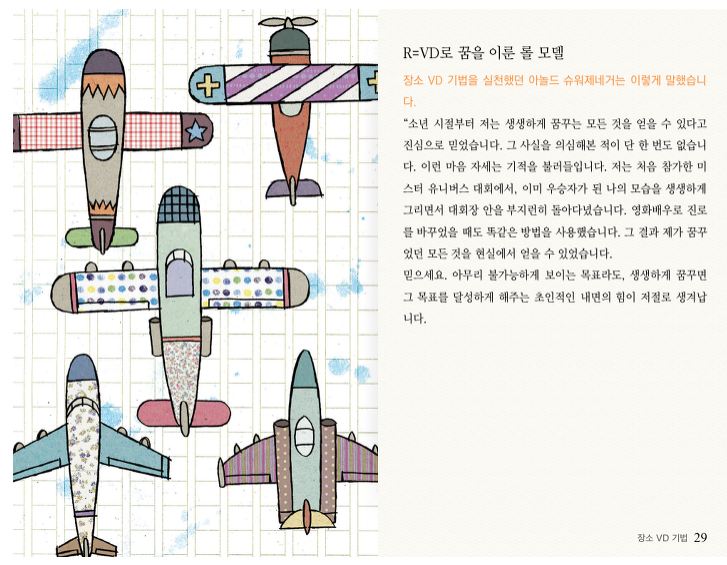 R=VD로 꿈을 이룬 롤 모델
장소 VD 기법을 실천했던 아놀드 슈워제네거는 이렇게 말했습니
다.
“소년 시절부터 저는 생생하게 꿈꾸는 모든 것을 얻을 수 있다고
진심으로 믿었습니다. 그 사실을 의심해본 적이 단 한 번도 없습니
다. 이런 마음 자세는 기적을 불러들입니다. 저는 처음 참가한 미
스터 유니버스 대회에서, 이미 우승자가 된 나의 모습을 생생하게
그리면서 대회장 안을 부지런히 돌아다녔습니다. 영화배우로 진로
를 바꾸었을 때도 똑같은 방법을 사용했습니다. 그 결과 제가 꿈꾸
었던 모든 것을 현실에서 얻을 수 있었습니다.
믿으세요. 아무리 불가능하게 보이는 목표라도, 생생하게 꿈꾸면
그 목표를 달성하게 해주는 초인적인 내면의 힘이 저절로 생겨납
니다.
장소 VD 기법 29